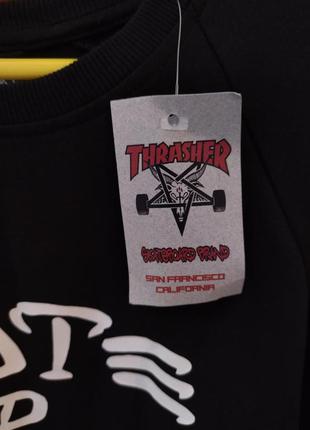 THRASHER
SKATEBOARD BRAND
SAN FRANCISCO
CALIFORNIA